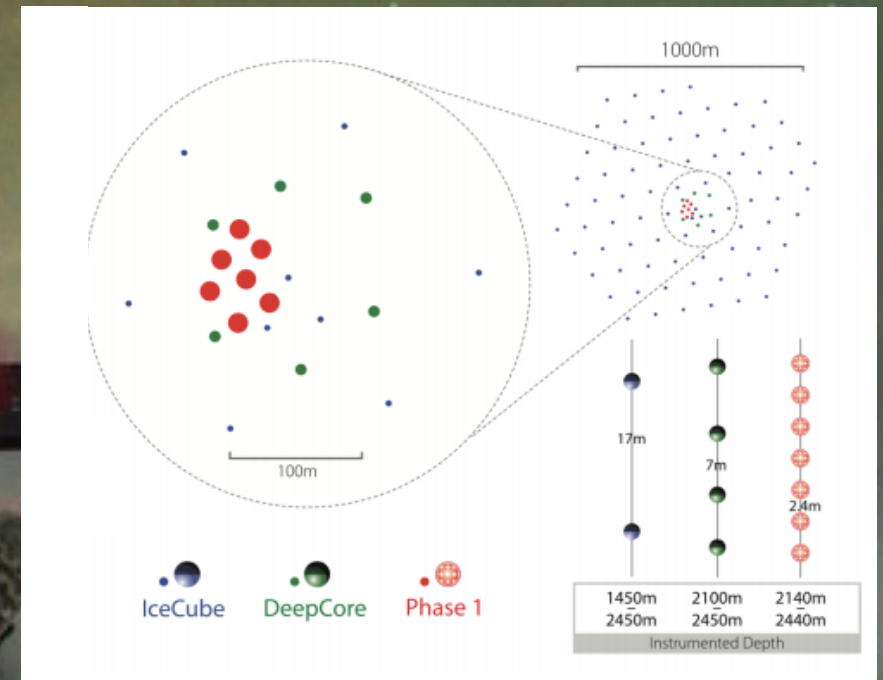 1000m
100m
17m
7m
2.4m
IceCube
DeepCore
Phase 1
1450m
–
2450m
2100m
–
2450m
2140m
–
2440m
Instrumented Depth